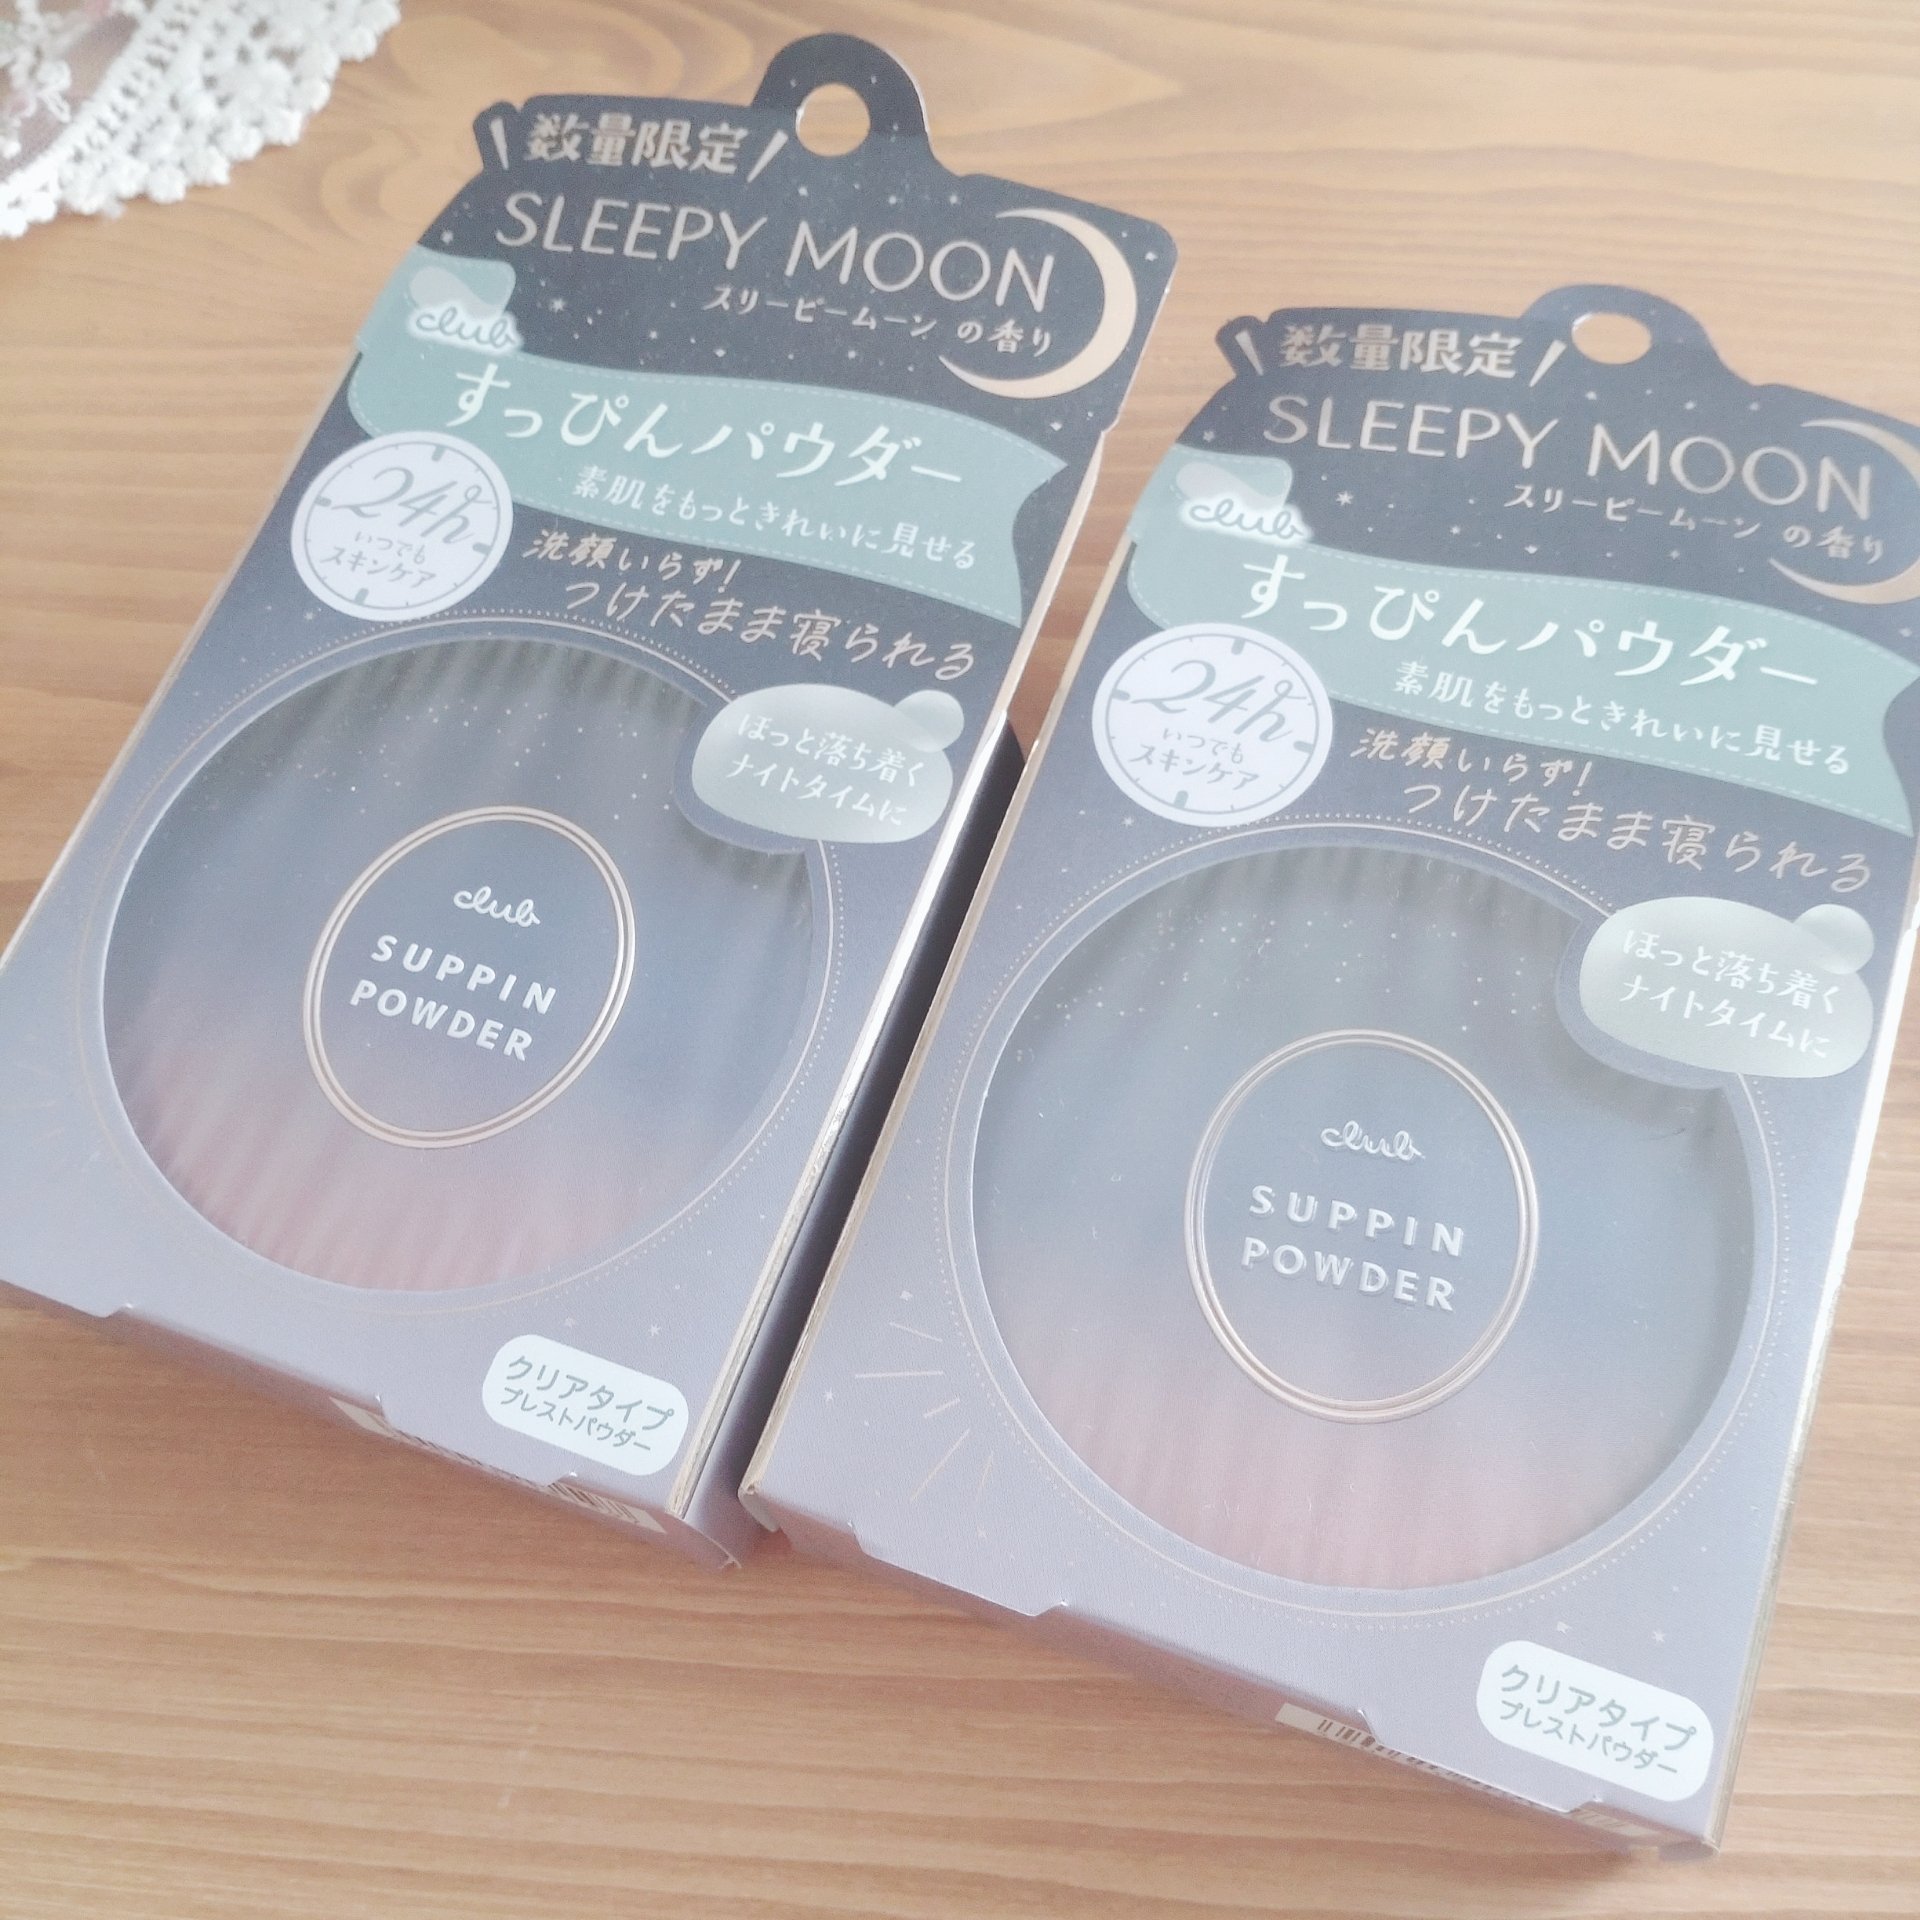 数量限定
SLEEPY MOON
スリーピームーン の香り
club
すっぴんパウダー
素肌をもっときれいに見せる
24h
いつでも
スキンケア
洗顔いらず!
つけたまま寝られる
ほっと落ち着く
ナイトタイムに
club
SUPPIN
POWDER
クリアタイプ
プレストパウダー
数量限定
SLEEPY MOON
スリーピームーン の香り
club
すっぴんパウダー
素肌をもっときれいに見せる
24h
いつでも
スキンケア
洗顔いらず!
つけたまま寝られる
ほっと落ち着く
ナイトタイムに
club
SUPPIN
POWDER
クリアタイプ
プレストパウダー